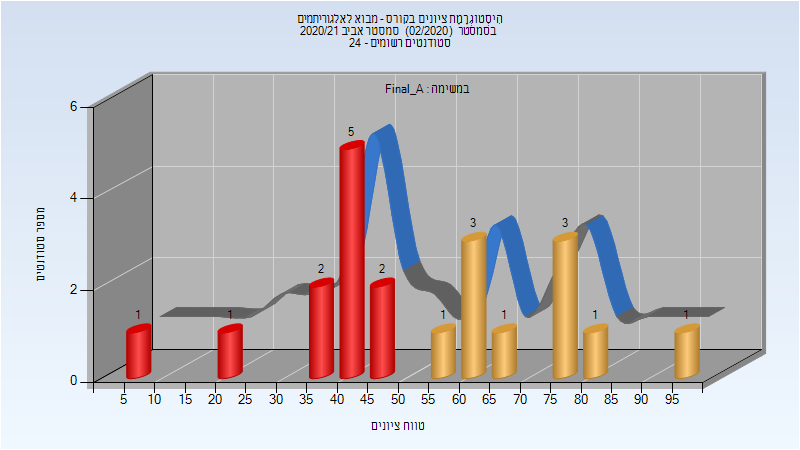 היסטוגרמת ציונים בקורס - מבוא לאלגוריתמים
בסמסטר (02/2020) סמסטר אביב 2020/21
סטודנטים רשומים - 24
במשימה : Final_A
מספר סטודנטים
6
4
2
0
1
1
2
5
2
1
3
1
3
1
1
5 10 15 20 25 30 35 40 45 50 55 60 65 70 75 80 85 90 95
טווח ציונים